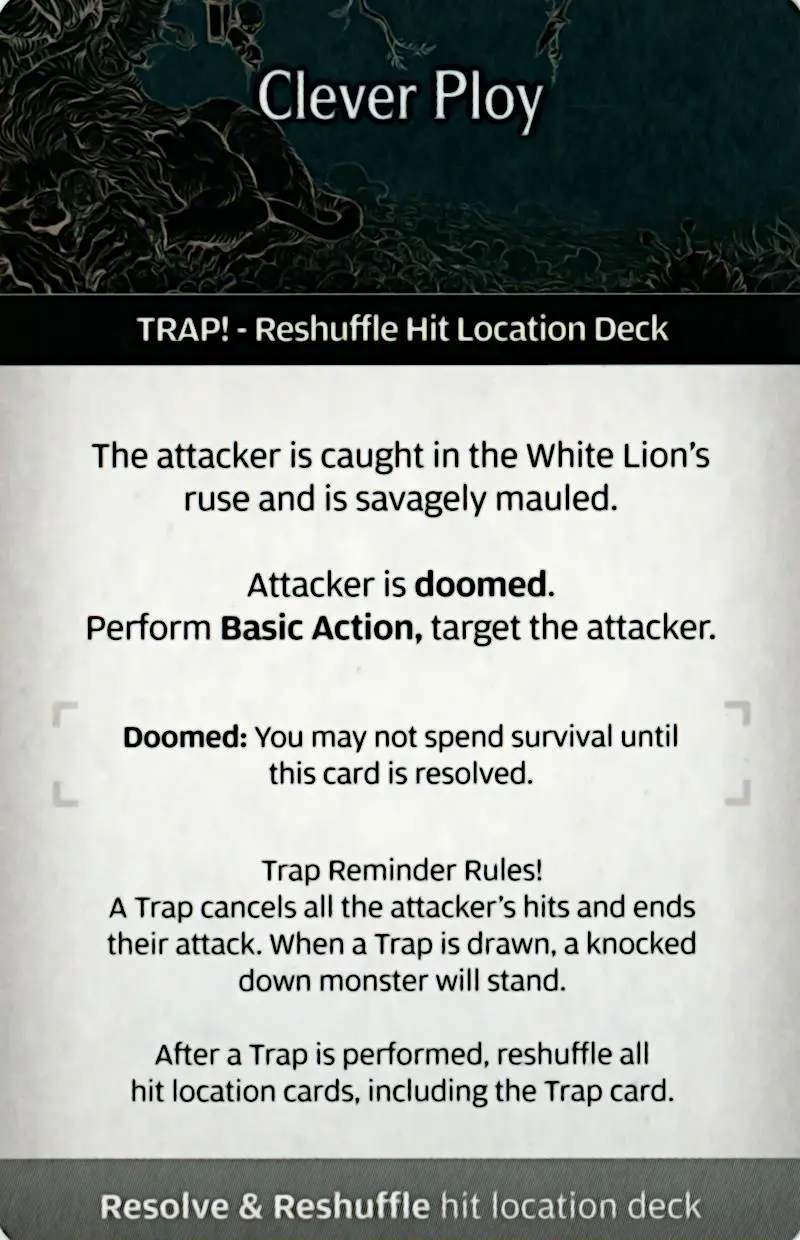 Clever Ploy
TRAP! - Reshuffle Hit Location Deck
The attacker is caught in the White Lion's
ruse and is savagely mauled.
Attacker is doomed.
Perform Basic Action, target the attacker.
Doomed: You may not spend survival until
this card is resolved.
Trap Reminder Rules!
A Trap cancels all the attacker's hits and ends
their attack. When a Trap is drawn, a knocked
down monster will stand.
After a Trap is performed, reshuffle all
hit location cards, including the Trap card.
Resolve & Reshuffle hit location deck